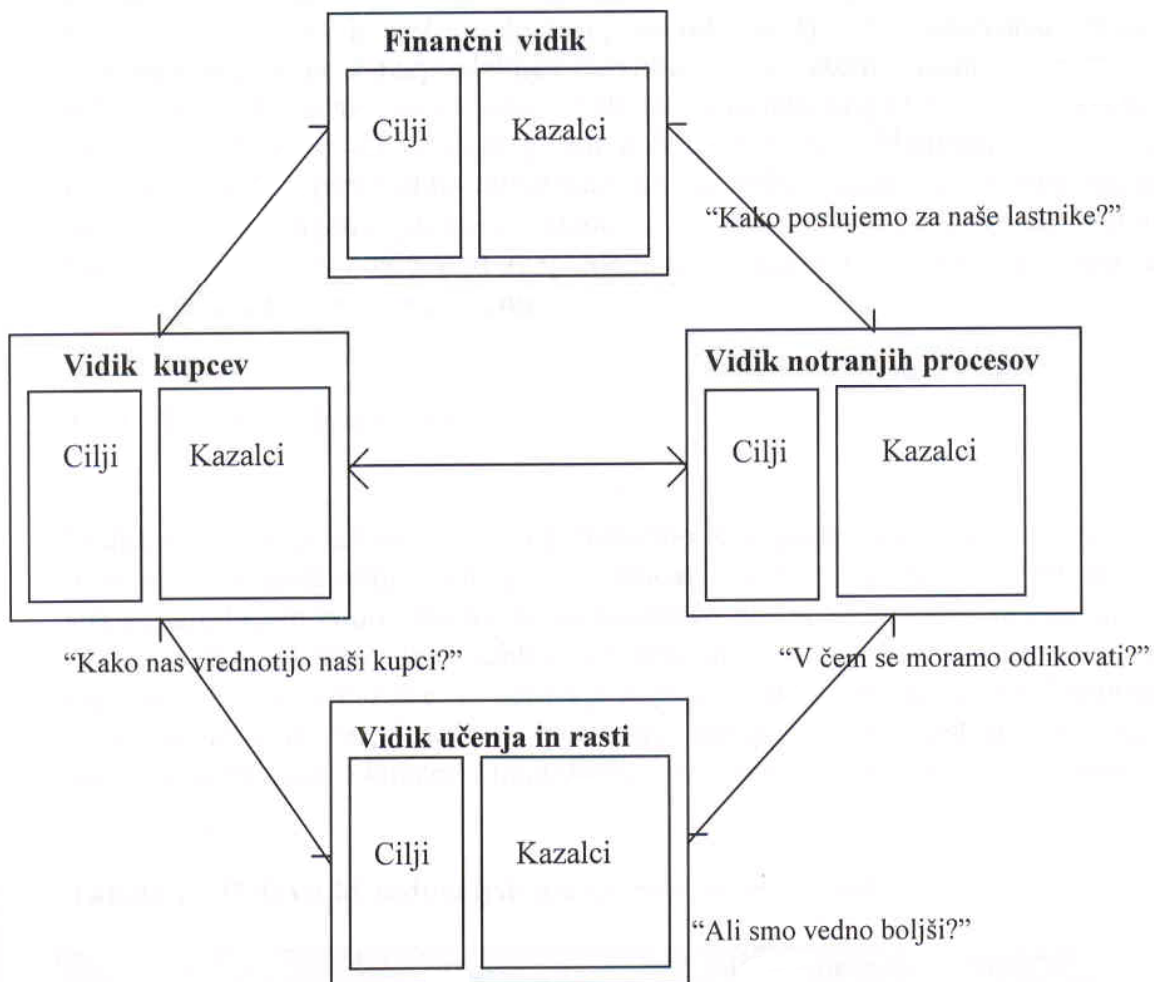 Finančni vidik
Cilji
Kazalci
“Kako poslujemo za naše lastnike?”
Vidik kupcev
Cilji
Kazalci
Vidik notranjih procesov
Cilji
Kazalci
“Kako nas vrednotijo naši kupci?”
“V čem se moramo odlikovati?”
Vidik učenja in rasti
Cilji
Kazalci
“Ali smo vedno boljši?”